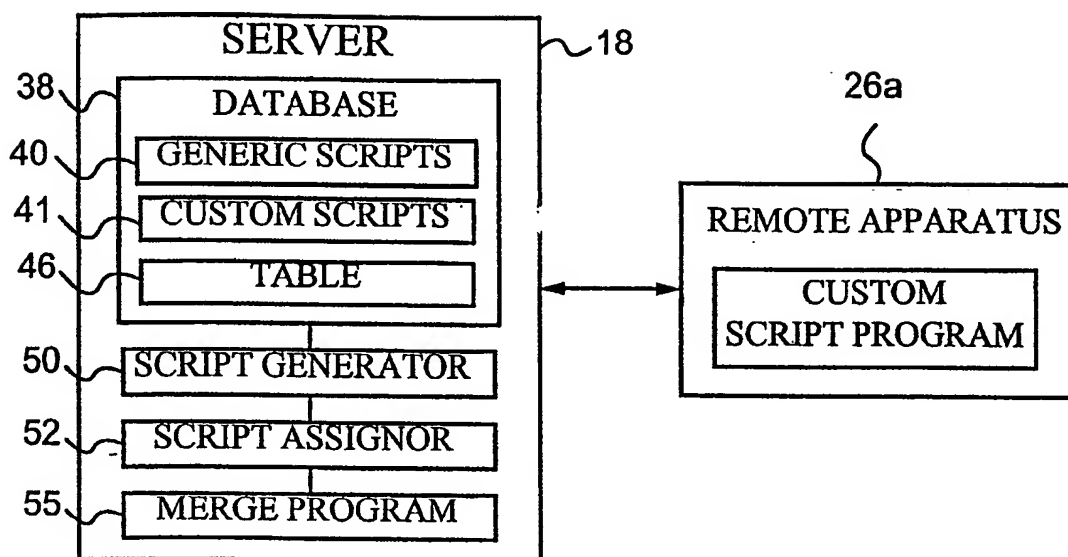 SERVER
18
38
DATABASE
40
GENERIC SCRIPTS
41
CUSTOM SCRIPTS
46
TABLE
50
SCRIPT GENERATOR
52
SCRIPT ASSIGNOR
55
MERGE PROGRAM
26a
REMOTE APPARATUS
CUSTOM
SCRIPT PROGRAM